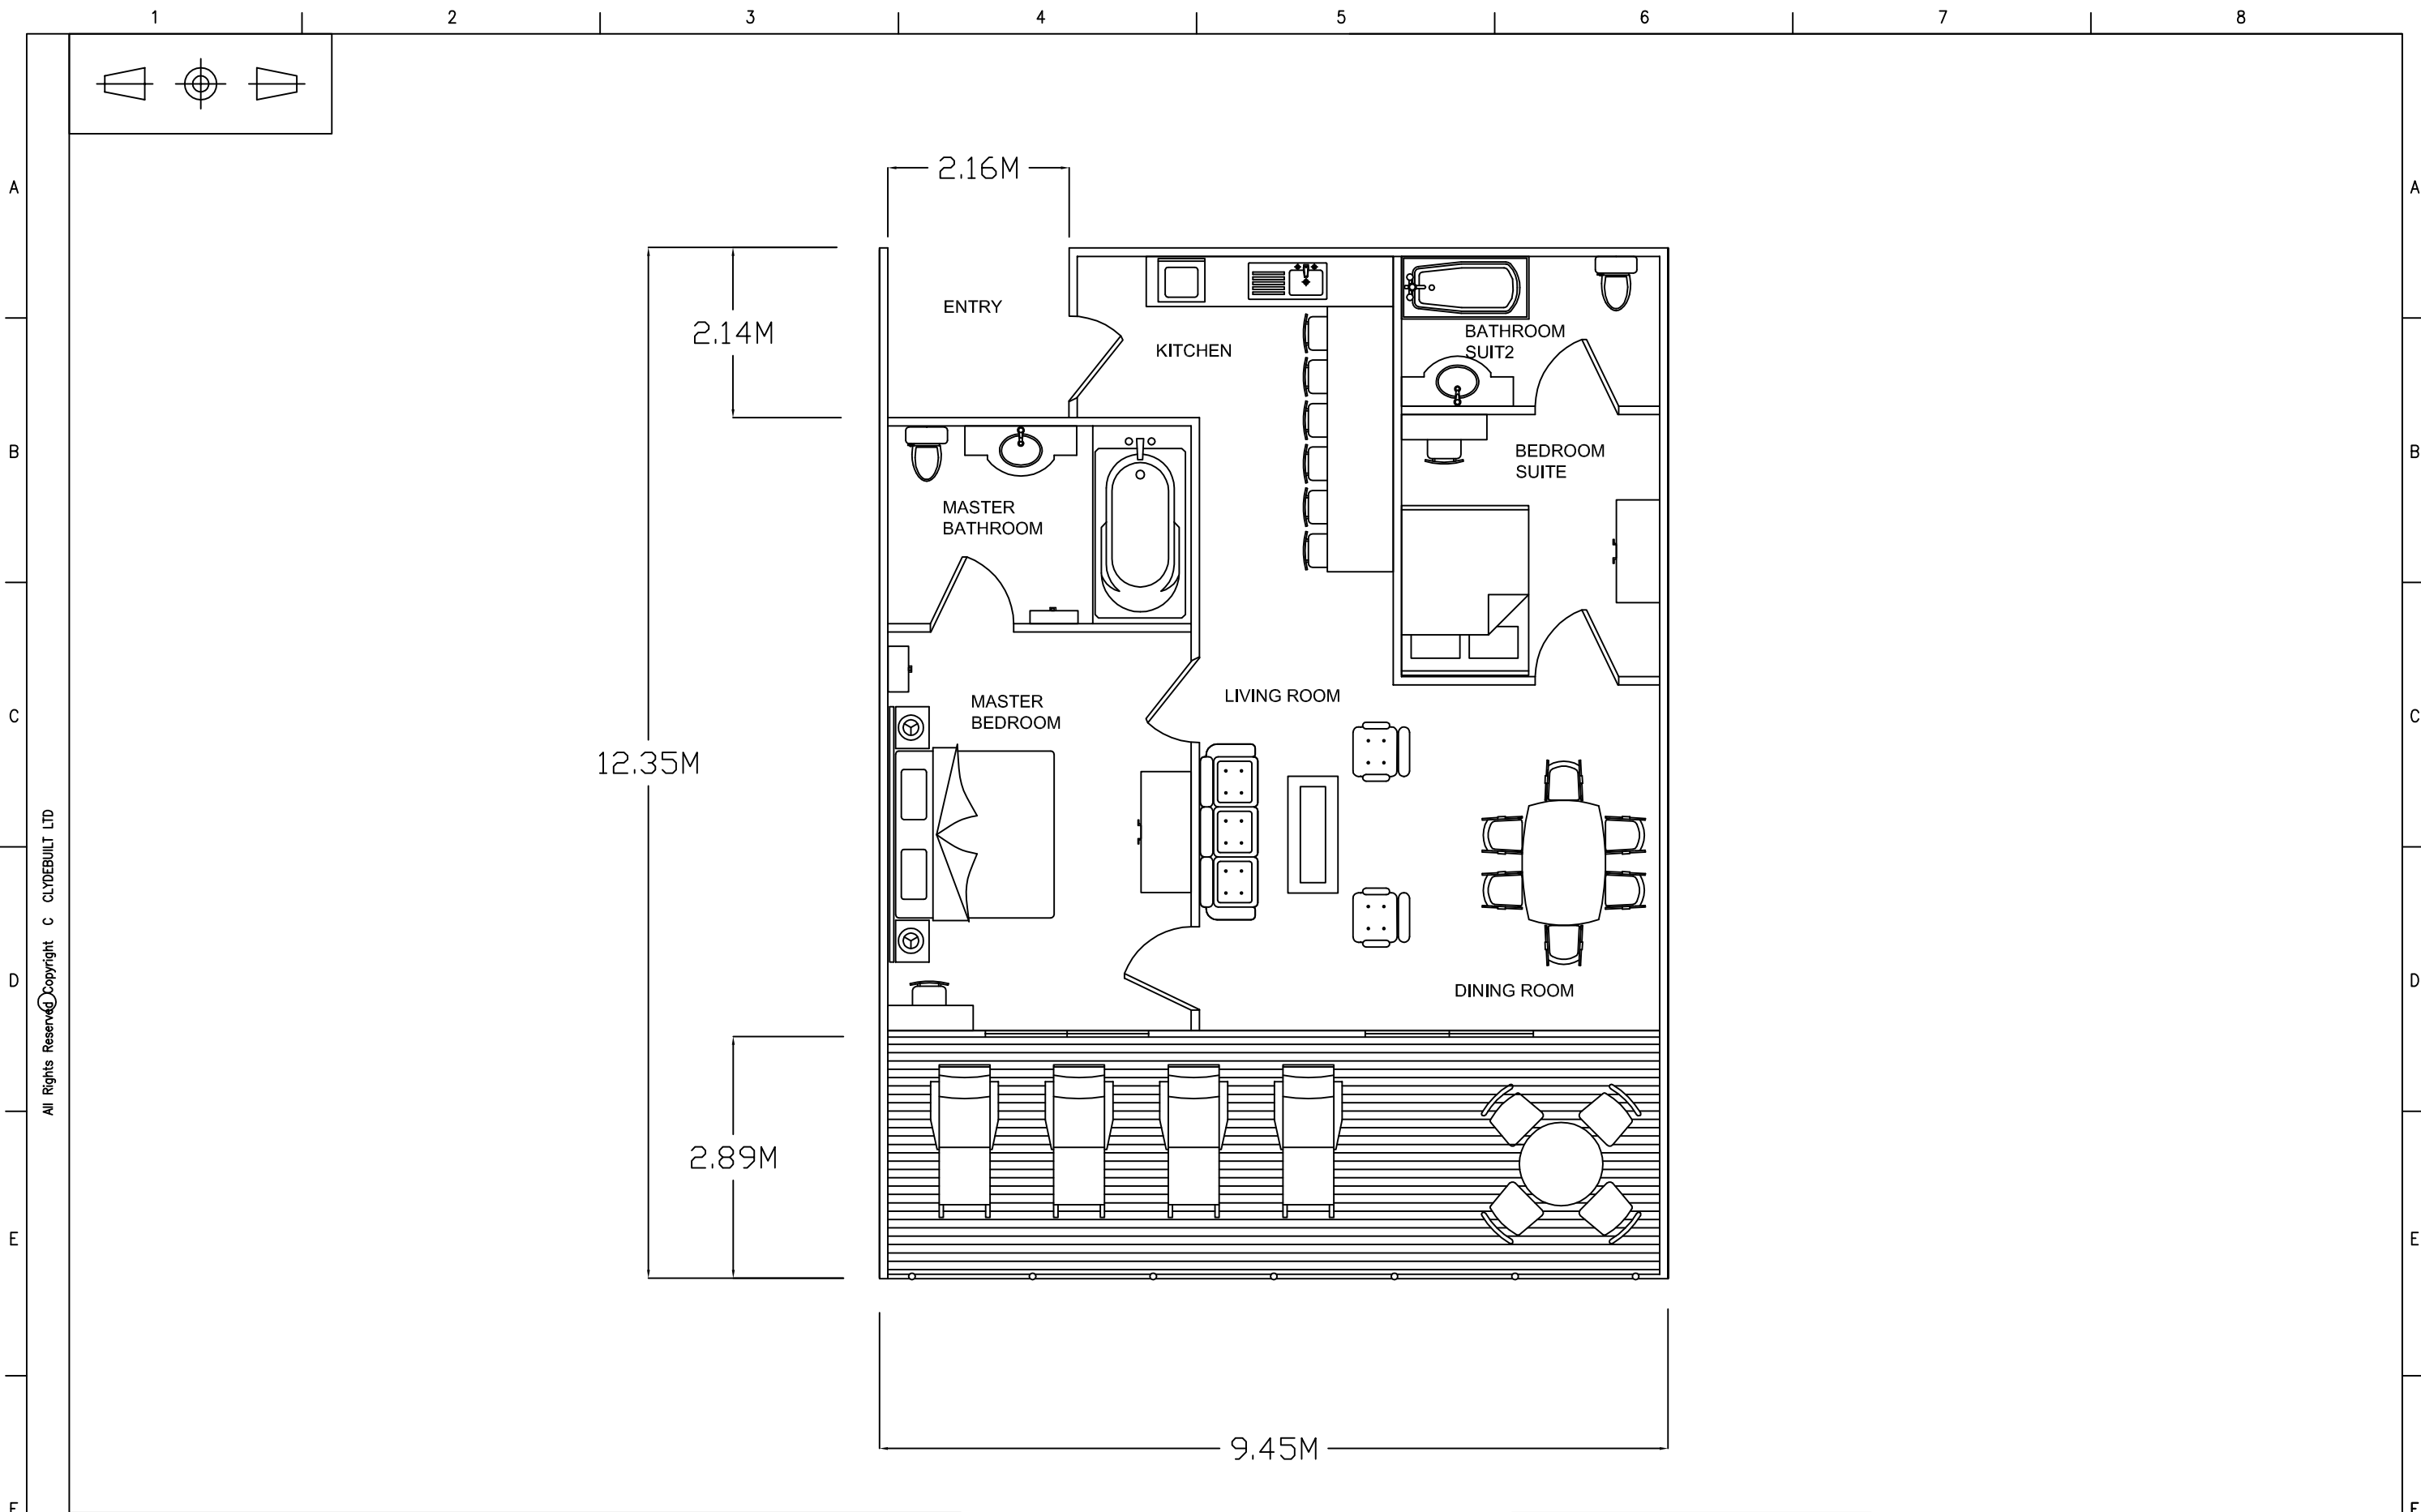 1 2 3 4 5 6 7 8
A A
2.16M
ENTRY
2.14M
BATHROOM
SUIT2
KITCHEN
B B
BEDROOM
SUITE
MASTER
BATHROOM
LIVING ROOM
MASTER
BEDROOM
C C
12.35M
All Rights Reserved Copyright C CLYDEBUILT LTD
D D
DINING ROOM
2.89M
E E
9.45M